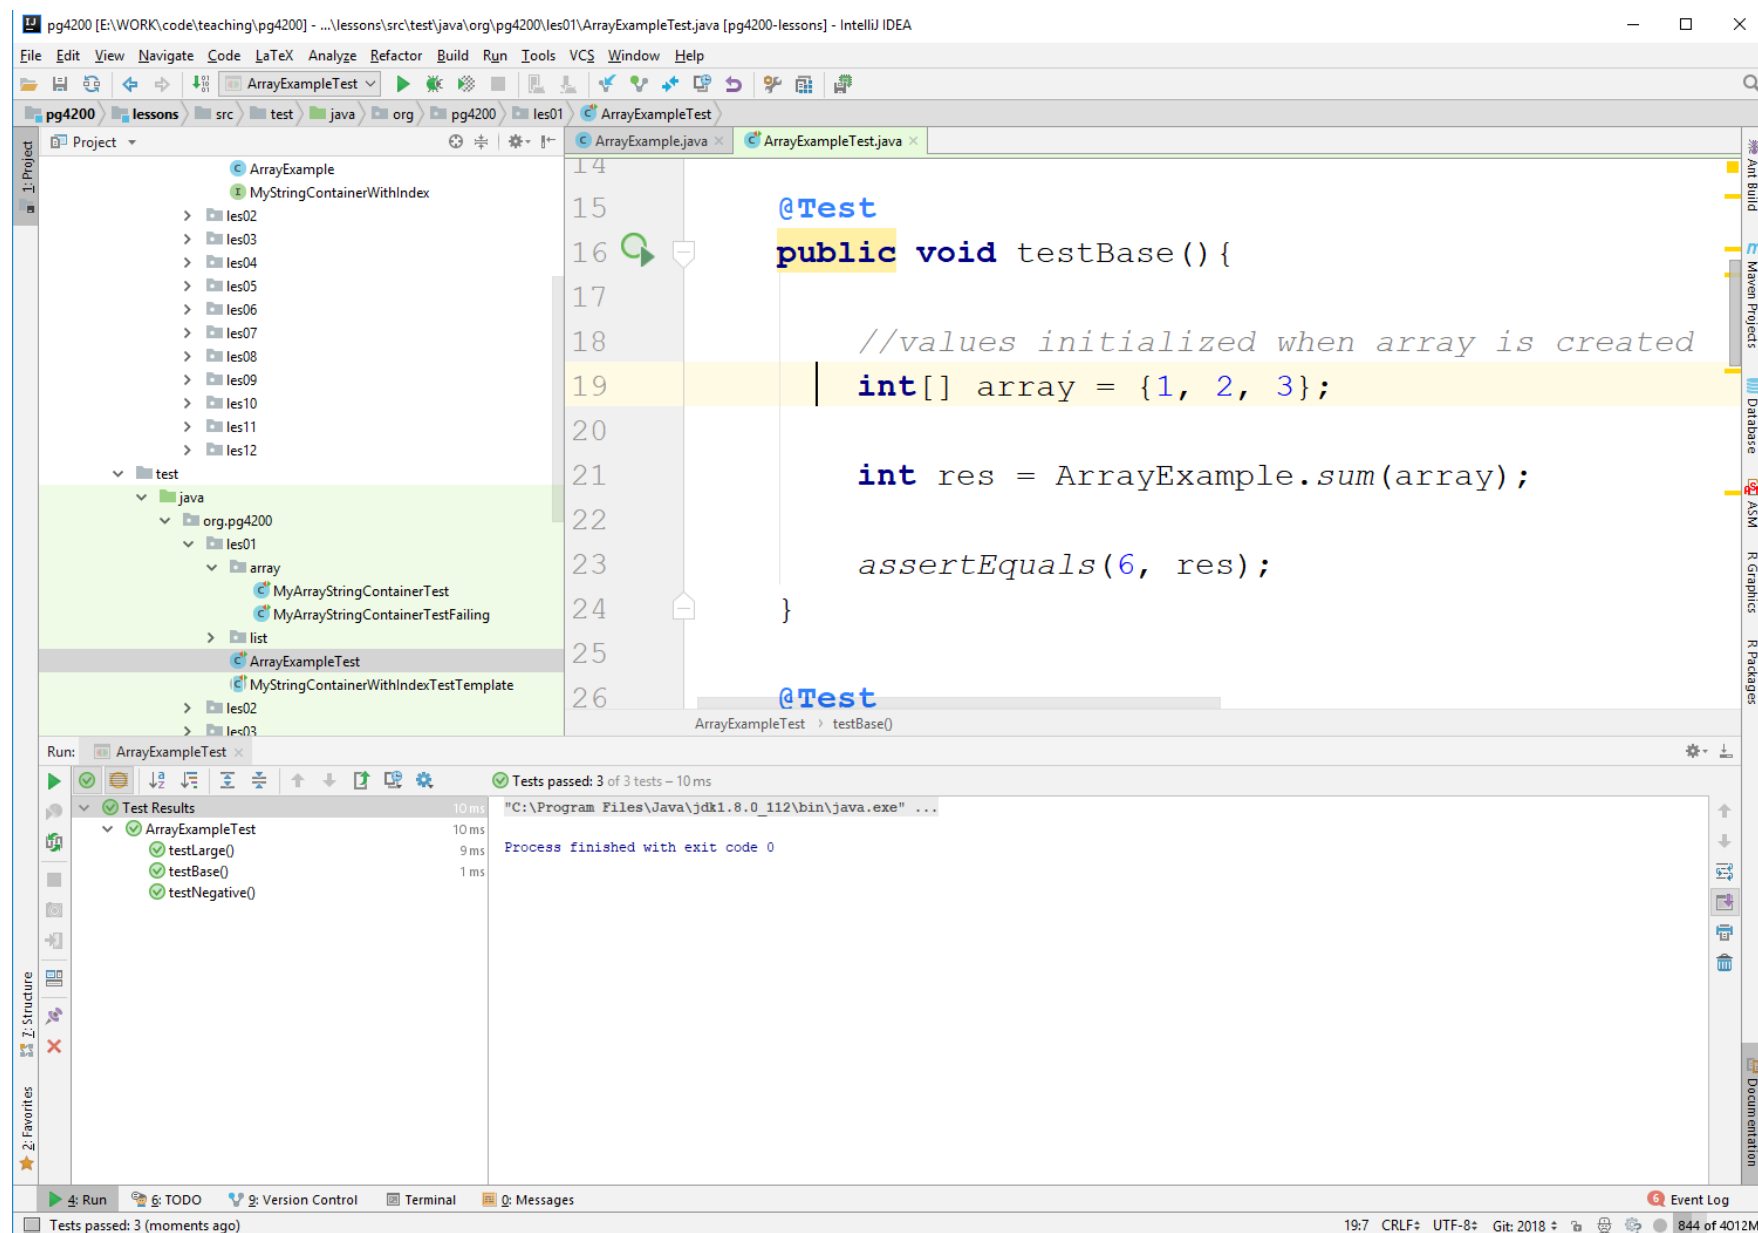 pg4200 [E:\WORK\code\teaching\pg4200] - ...\lessons\src\test\java\org\pg4200\les01\ArrayExampleTest.java [pg4200-lessons] - IntelliJ IDEA
File Edit View Navigate Code LaTeX Analyze Refactor Build Run Tools VCS Window Help
ArrayExampleTest
pg4200 lessons src test java org pg4200 les01 ArrayExampleTest
1: Project
Project
ArrayExample
MyStringContainerWithIndex
les02
les03
les04
les05
les06
les07
les08
les09
les10
les11
les12
test
java
org.pg4200
les01
array
MyArrayStringContainerTest
MyArrayStringContainerTestFailing
list
ArrayExampleTest
MyStringContainerWithIndexTestTemplate
les02
les03
ArrayExample.java ArrayExampleTest.java
14
15 @Test
16 public void testBase(){
17
18 //values initialized when array is created
19 int[] array = {1, 2, 3};
20
21 int res = ArrayExample.sum(array);
22
23 assertEquals(6, res);
24 }
25
26 @Test
ArrayExampleTest > testBase()
Ant Build
Maven Projects
Database
ASM
R Graphics
R Packages
Documentation
Run: ArrayExampleTest
Tests passed: 3 of 3 tests – 10 ms
Test Results 10 ms
ArrayExampleTest 10 ms
testLarge() 9 ms
testBase() 1 ms
testNegative()
"C:\Program Files\Java\jdk1.8.0_112\bin\java.exe" ...
Process finished with exit code 0
7: Structure
2: Favorites
4: Run 6: TODO 9: Version Control Terminal 0: Messages 6 Event Log
Tests passed: 3 (moments ago) 19:7 CRLF UTF-8 Git: 2018 844 of 4012M